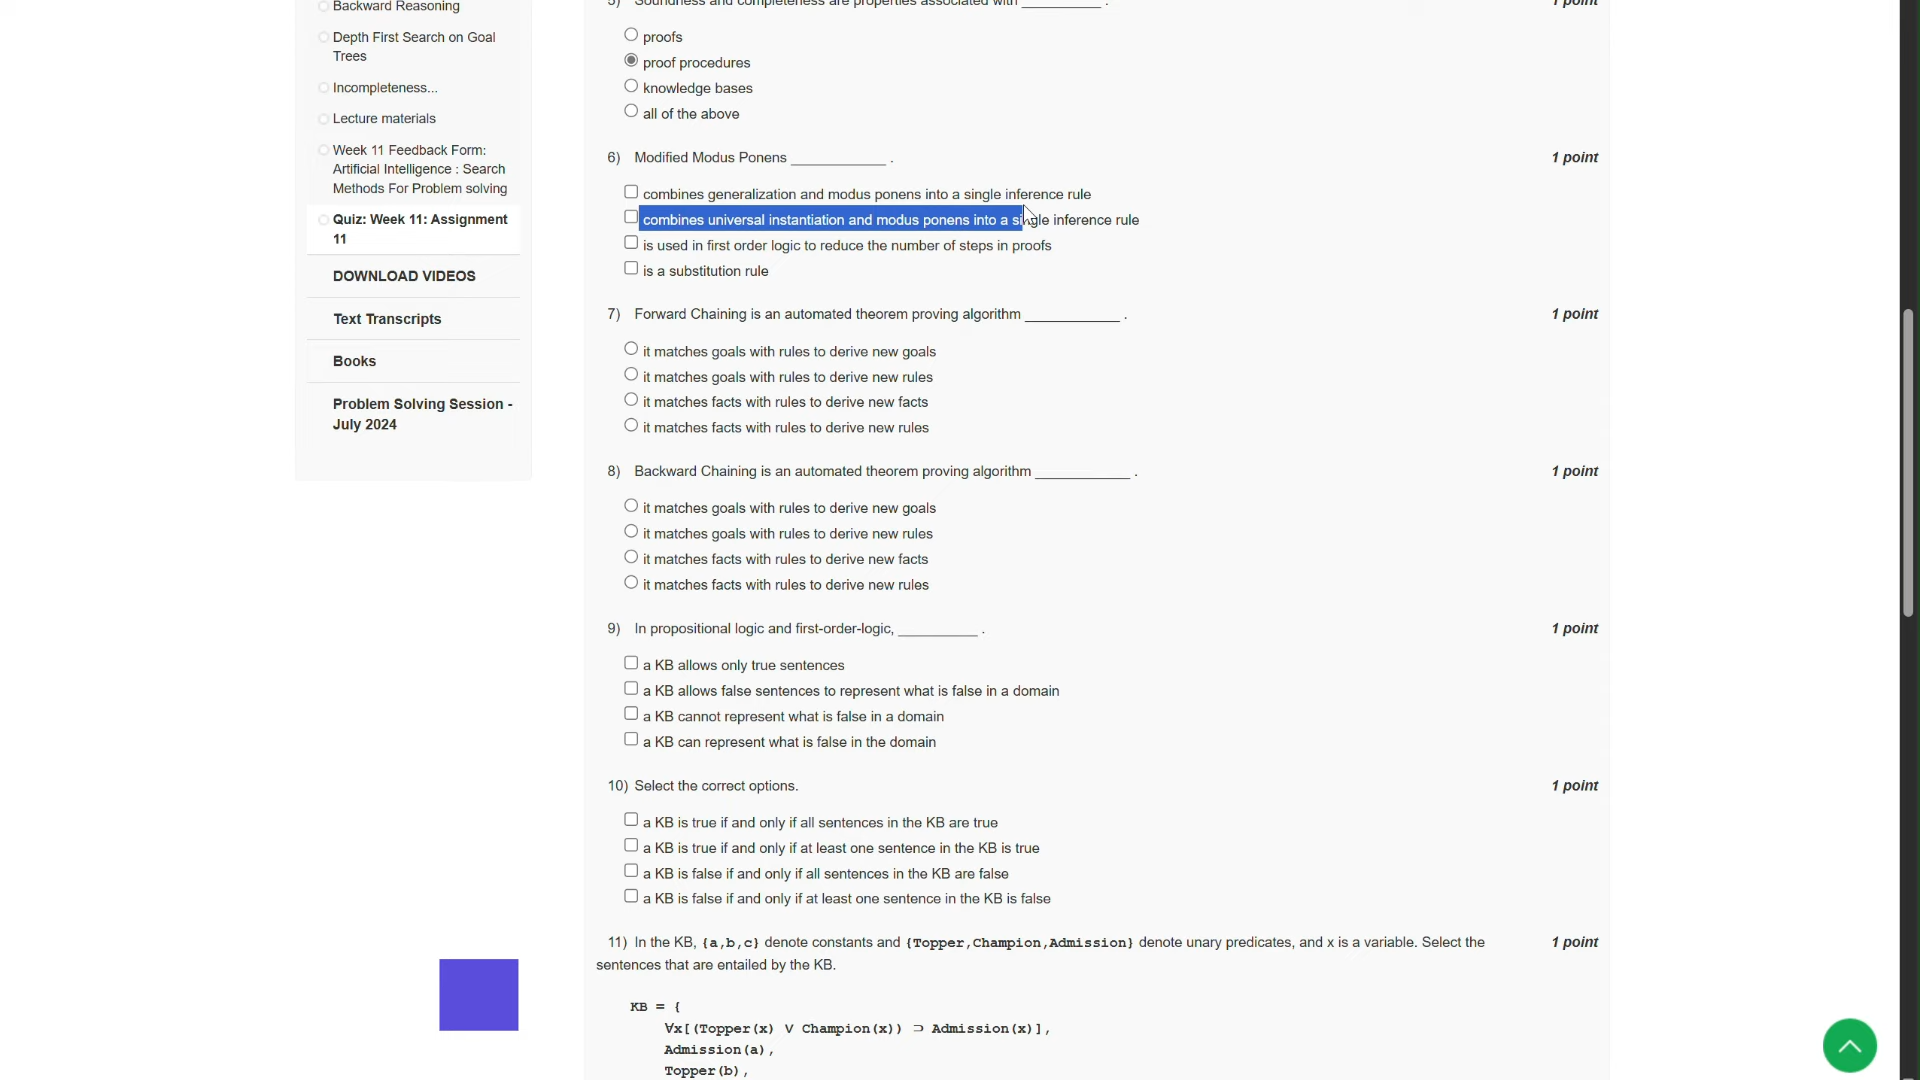 Backward Reasoning
Depth First Search on Goal
Trees
Incompleteness...
Lecture materials
Week 11 Feedback Form:
Artificial Intelligence : Search
Methods For Problem solving
Quiz: Week 11: Assignment
11
DOWNLOAD VIDEOS
Text Transcripts
Books
Problem Solving Session -
July 2024
5) Soundness and completeness are properties associated with __________ . 1 point
proofs
proof procedures
knowledge bases
all of the above
6) Modified Modus Ponens ____________ . 1 point
combines generalization and modus ponens into a single inference rule
combines universal instantiation and modus ponens into a single inference rule
is used in first order logic to reduce the number of steps in proofs
is a substitution rule
7) Forward Chaining is an automated theorem proving algorithm ____________ . 1 point
it matches goals with rules to derive new goals
it matches goals with rules to derive new rules
it matches facts with rules to derive new facts
it matches facts with rules to derive new rules
8) Backward Chaining is an automated theorem proving algorithm ____________ . 1 point
it matches goals with rules to derive new goals
it matches goals with rules to derive new rules
it matches facts with rules to derive new facts
it matches facts with rules to derive new rules
9) In propositional logic and first-order-logic, __________ . 1 point
a KB allows only true sentences
a KB allows false sentences to represent what is false in a domain
a KB cannot represent what is false in a domain
a KB can represent what is false in the domain
10) Select the correct options. 1 point
a KB is true if and only if all sentences in the KB are true
a KB is true if and only if at least one sentence in the KB is true
a KB is false if and only if all sentences in the KB are false
a KB is false if and only if at least one sentence in the KB is false
11) In the KB, {a,b,c} denote constants and {Topper,Champion,Admission} denote unary predicates, and x is a variable. Select the 1 point
sentences that are entailed by the KB.
KB = {
∀x[(Topper(x) ∨ Champion(x)) ⊃ Admission(x)],
Admission(a),
Topper(b),